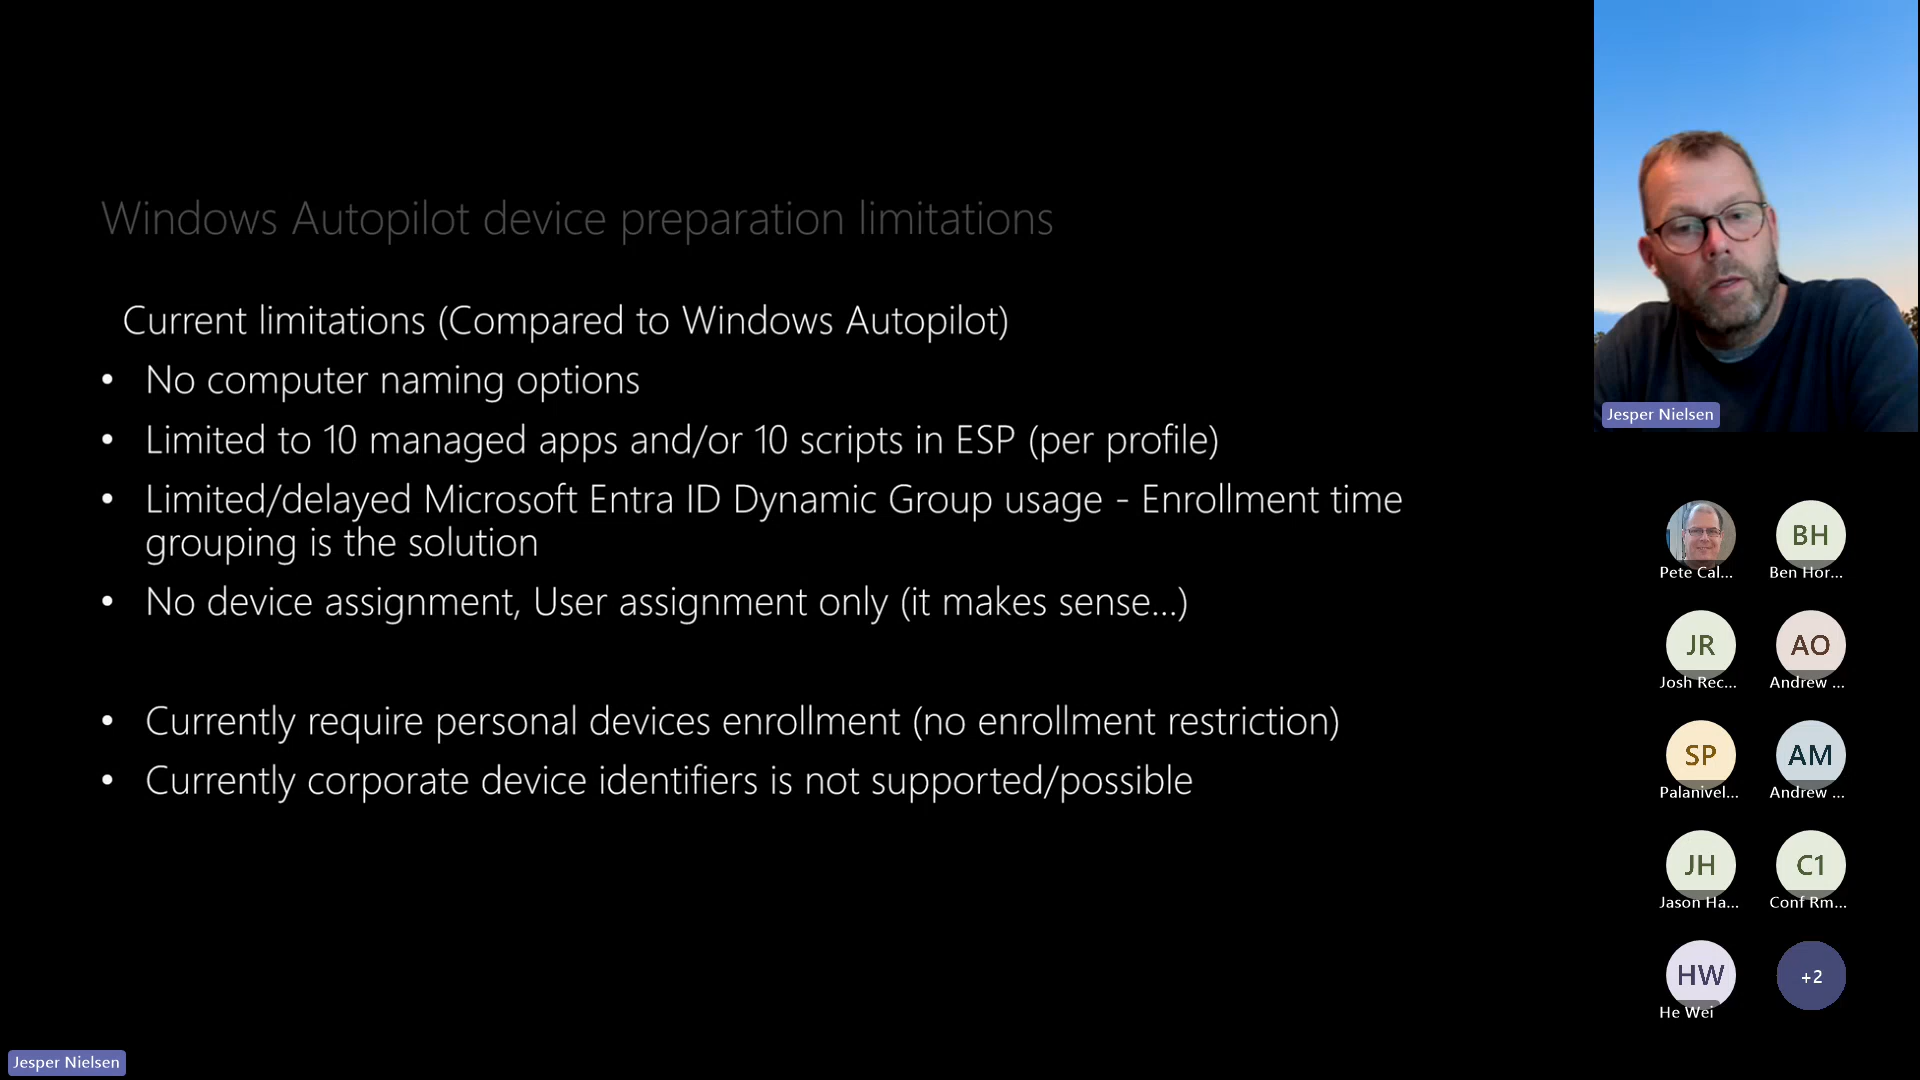 Windows Autopilot device preparation limitations
Current limitations (Compared to Windows Autopilot)
• No computer naming options
• Limited to 10 managed apps and/or 10 scripts in ESP (per profile)
• Limited/delayed Microsoft Entra ID Dynamic Group usage - Enrollment time
grouping is the solution
• No device assignment, User assignment only (it makes sense...)
• Currently require personal devices enrollment (no enrollment restriction)
• Currently corporate device identifiers is not supported/possible
Jesper Nielsen
Pete Cal...
BH
Ben Hor...
JR
Josh Rec...
AO
Andrew ...
SP
Palanivel...
AM
Andrew ...
JH
Jason Ha...
C1
Conf Rm...
HW
He Wei
+2
Jesper Nielsen